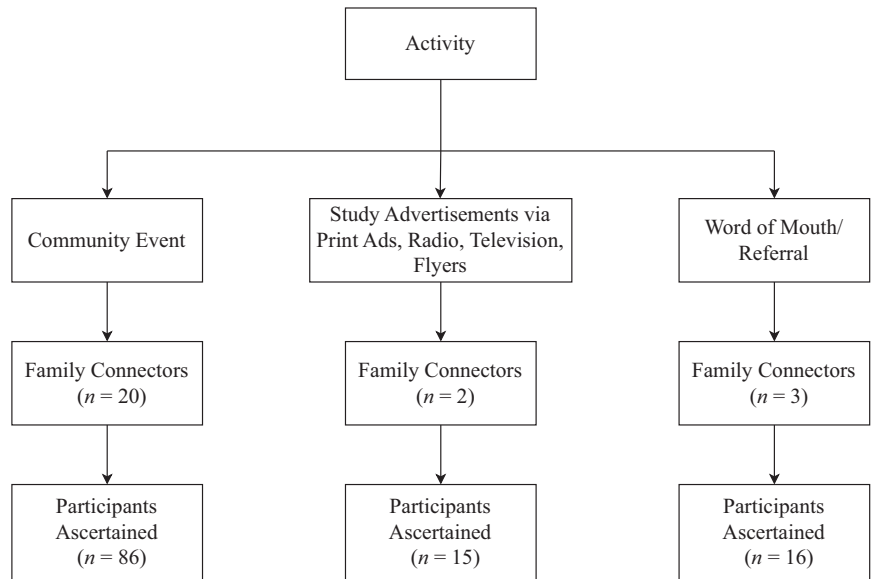 Activity
Community Event
Study Advertisements via
Print Ads, Radio, Television,
Flyers
Word of Mouth/
Referral
Family Connectors
(n = 20)
Family Connectors
(n = 2)
Family Connectors
(n = 3)
Participants
Ascertained
(n = 86)
Participants
Ascertained
(n = 15)
Participants
Ascertained
(n = 16)